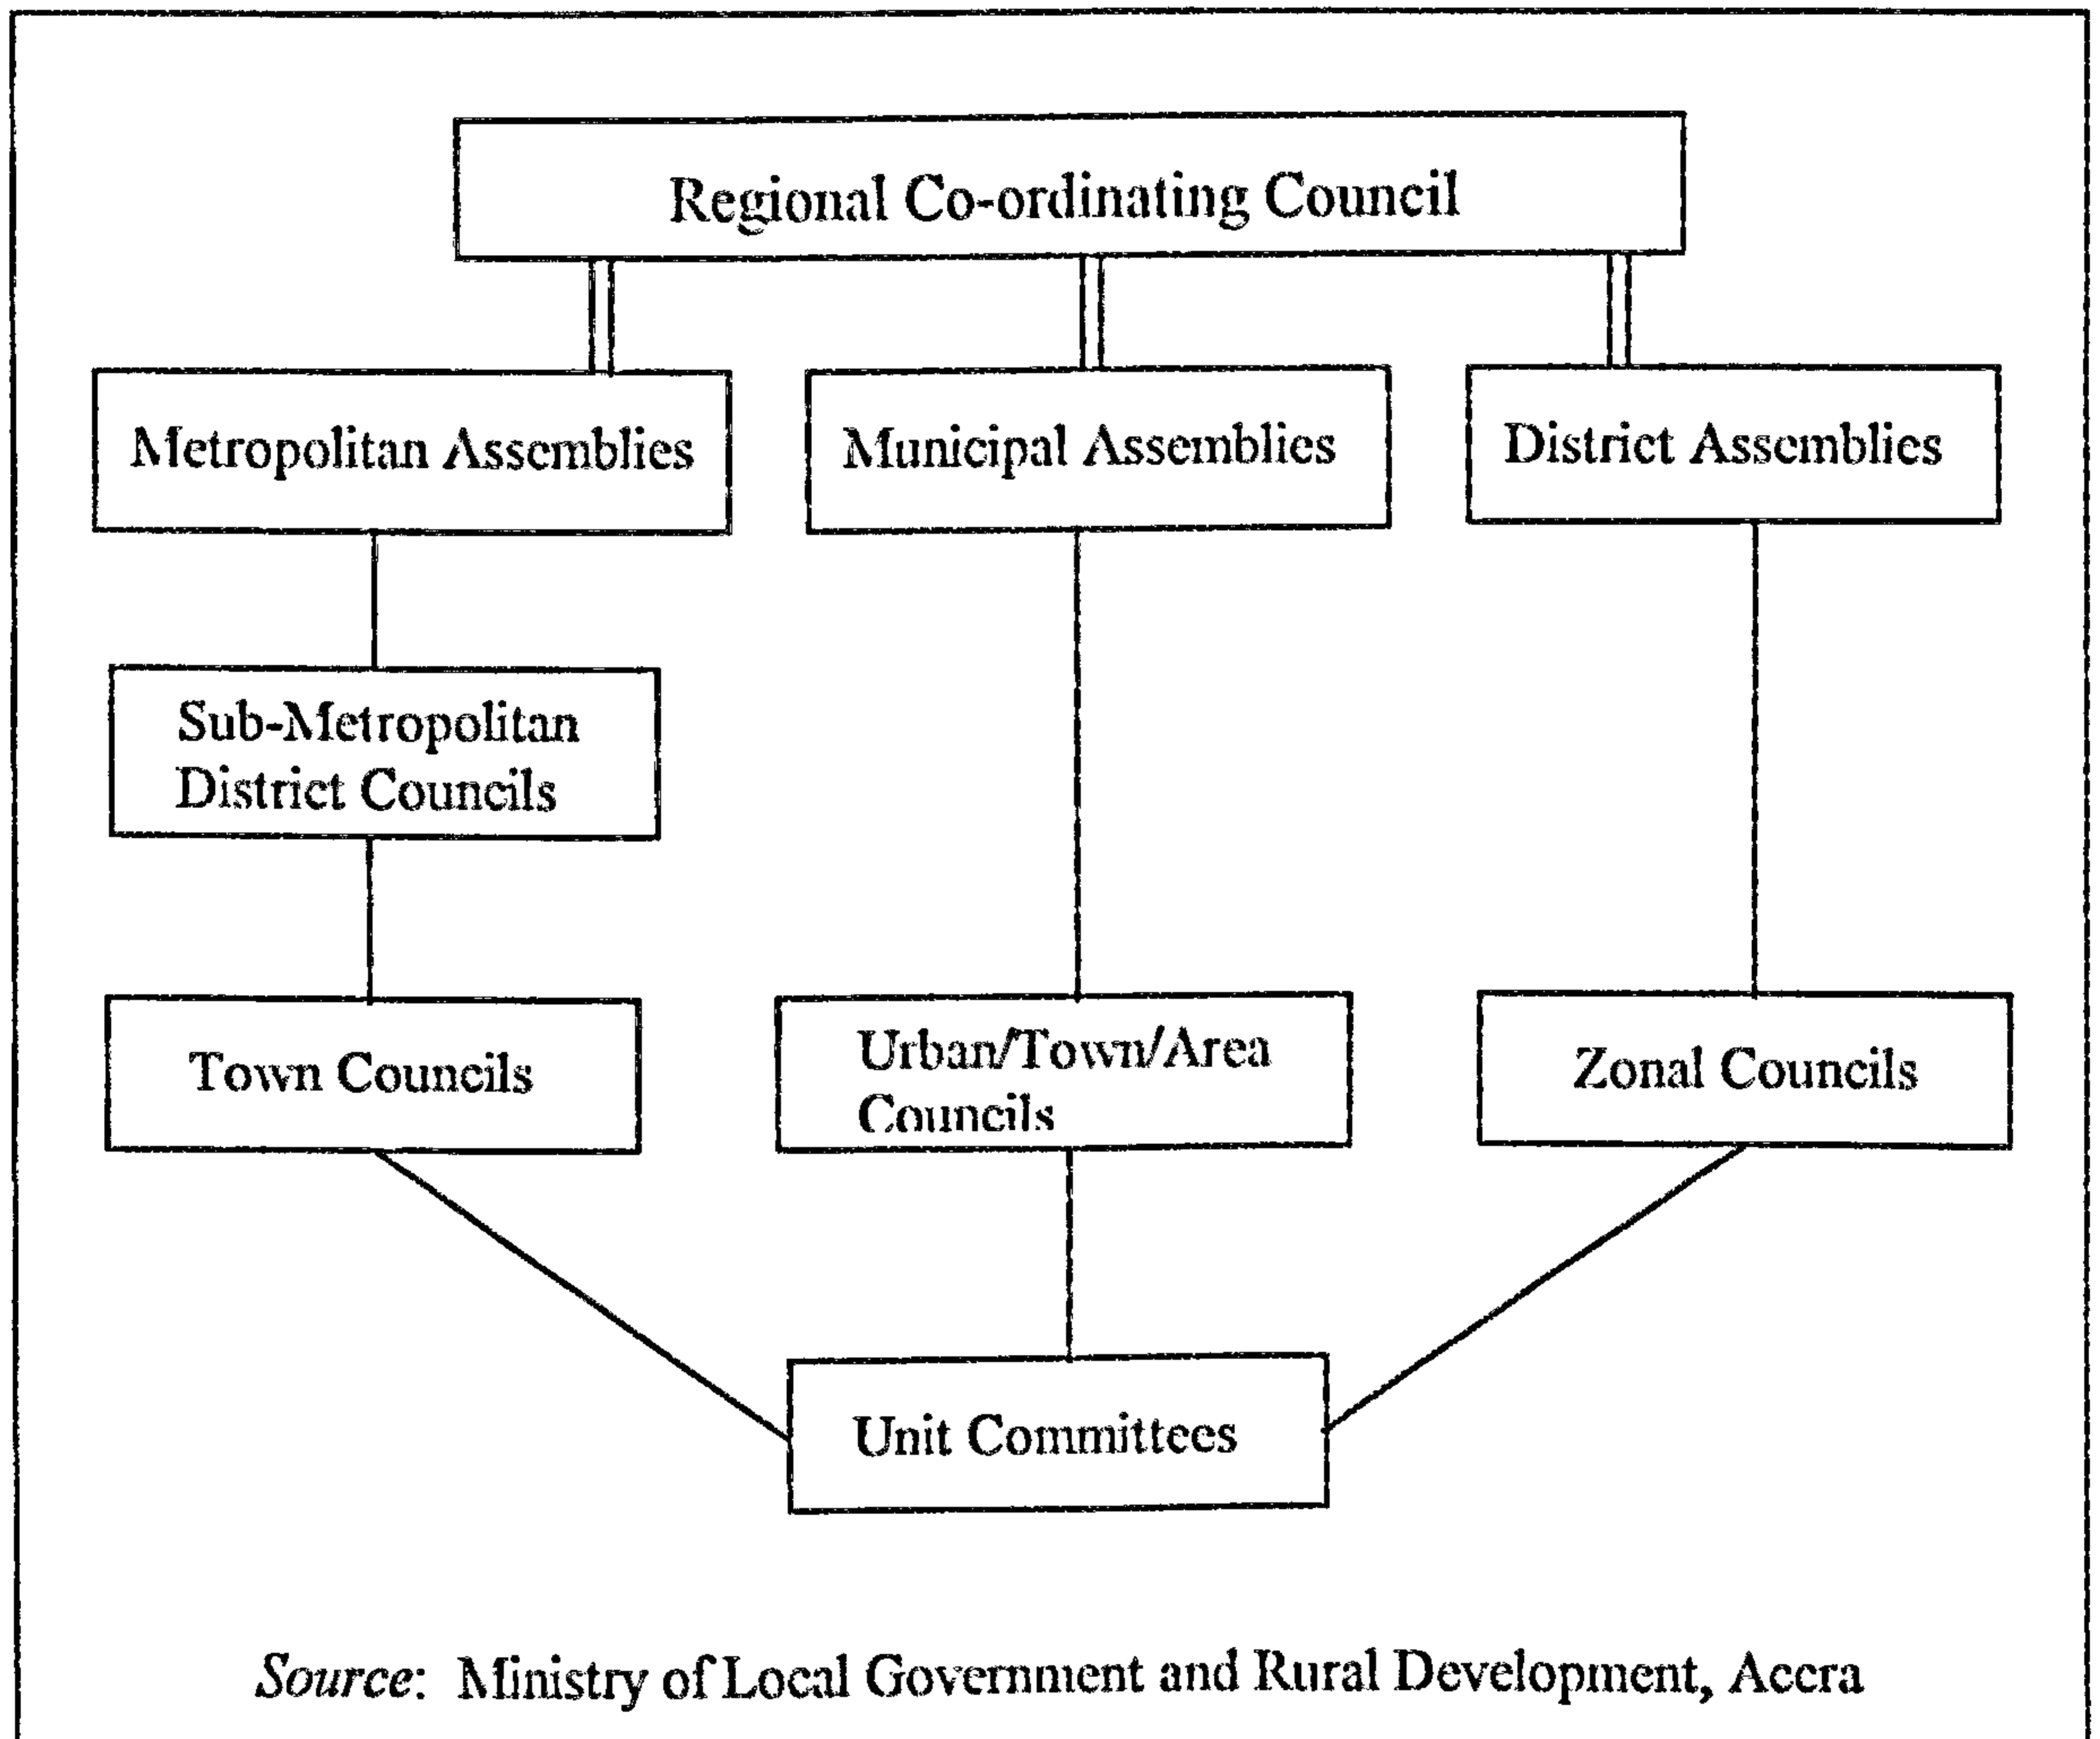 Regional Co-ordinating Council
Metropolitan Assemblies
Municipal Assemblies
District Assemblies
Sub-Metropolitan
District Councils
Town Councils
Urban/Town/Area
Councils
Zonal Councils
Unit Committees
Source: Ministry of Local Government and Rural Development, Accra